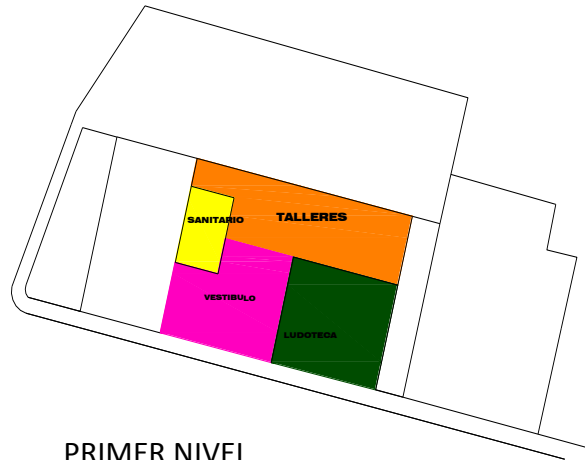 TALLERES
SANITARIO
VESTIBULO
LUDOTECA
PRIMER NIVEL